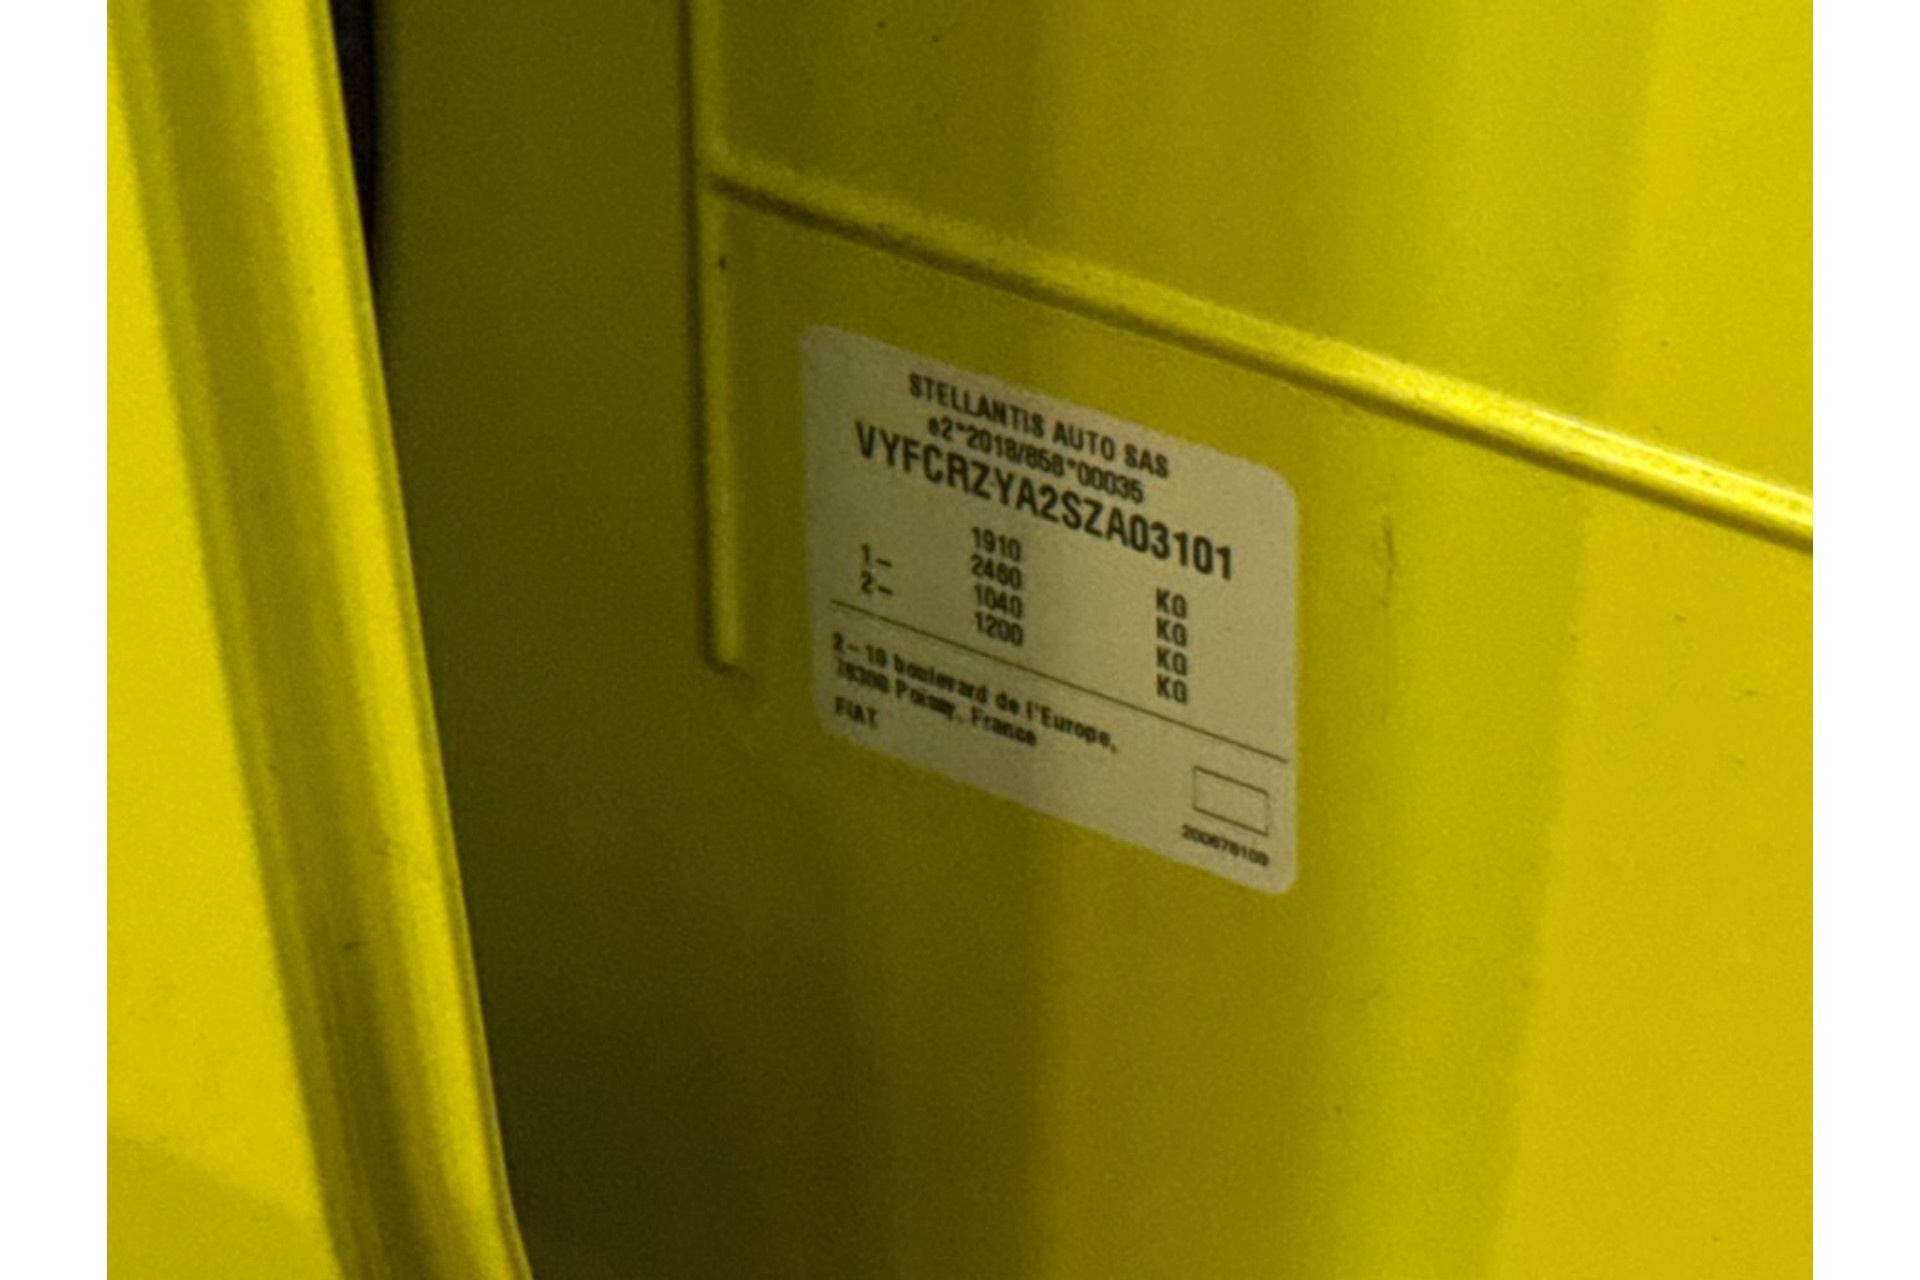 STELLANTIS AUTO SAS
e2*2018/858*00035
VYFCRZYA2SZA03101
1910 KG
2460 KG
1- 1040 KG
2- 1200 KG
2-10 boulevard de l'Europe,
78300 Poissy, France
FIAT
200678109